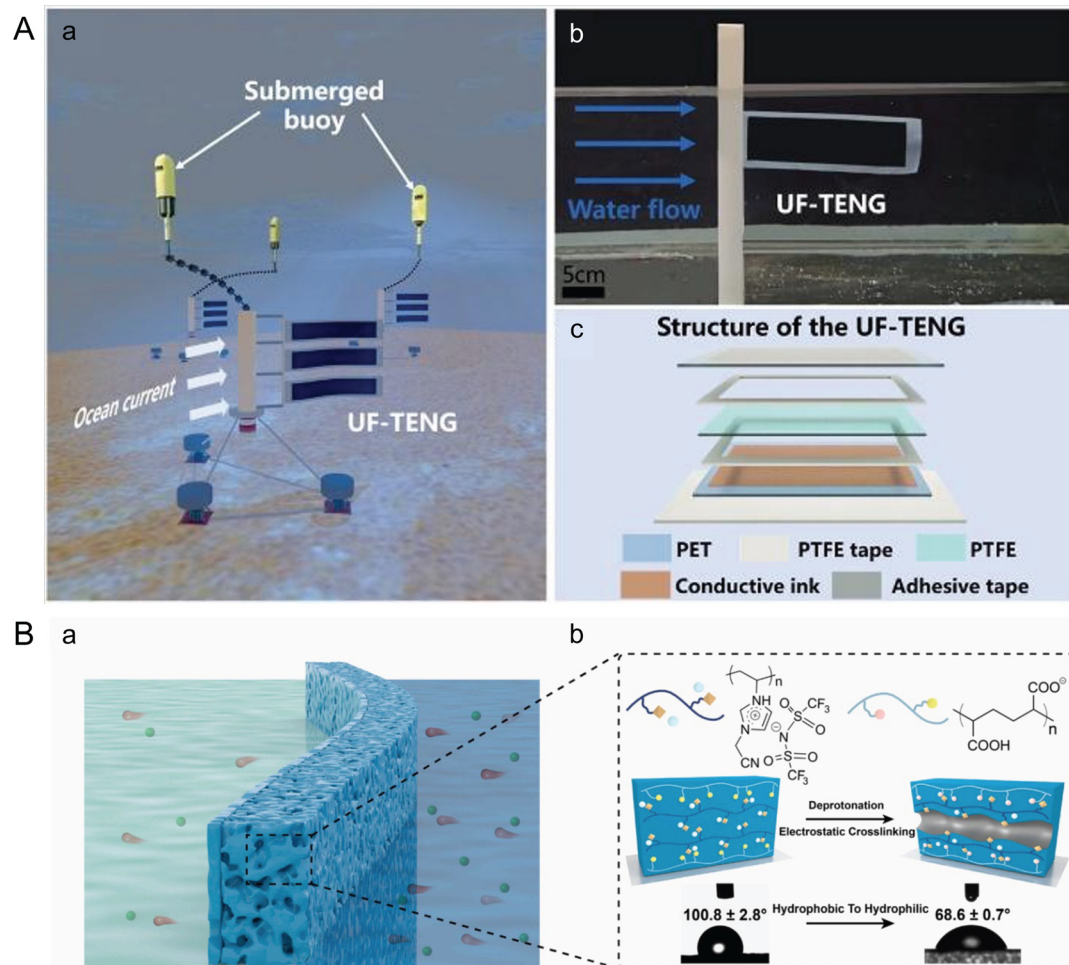 A
a
Submerged
buoy
Ocean current
UF-TENG
b
Water flow
UF-TENG
5cm
c
Structure of the UF-TENG
PET
PTFE tape
PTFE
Conductive ink
Adhesive tape
B
a
b
n
NH
CF₃
O
S
O
⊕
N
⊖
N
O
S
O
CN
CF₃
COO⊖
n
COOH
Deprotonation
Electrostatic Crosslinking
100.8 ± 2.8°
Hydrophobic To Hydrophilic
68.6 ± 0.7°